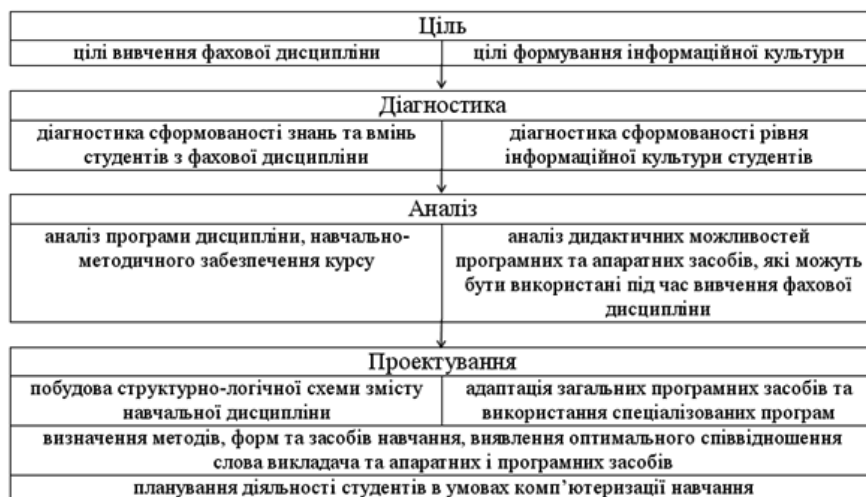 Ціль
цілі вивчення фахової дисципліни
цілі формування інформаційної культури
Діагностика
діагностика сформованості знань та вмінь
студентів з фахової дисципліни
діагностика сформованості рівня
інформаційної культури студентів
Аналіз
аналіз програми дисципліни, навчально-
методичного забезпечення курсу
аналіз дидактичних можливостей
програмних та апаратних засобів, які можуть
бути використані під час вивчення фахової
дисципліни
Проектування
побудова структурно-логічної схеми змісту
навчальної дисципліни
адаптація загальних програмних засобів та
використання спеціалізованих програм
визначення методів, форм та засобів навчання, виявлення оптимального співвідношення
слова викладача та апаратних і програмних засобів
планування діяльності студентів в умовах комп’ютеризації навчання